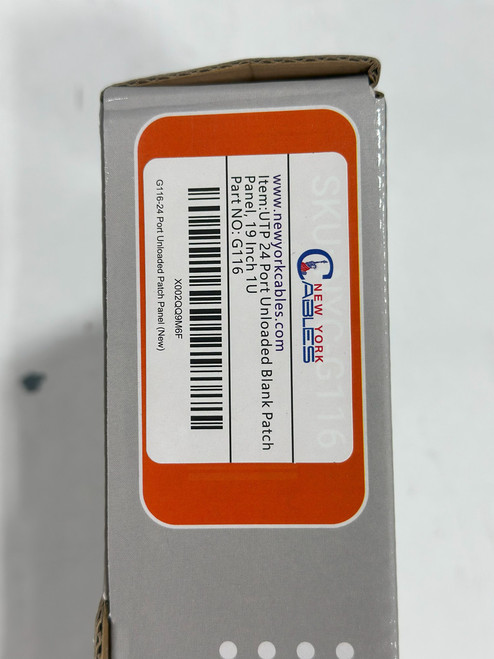 NEW YORK
CABLES
www.newyorkcables.com
Item:UTP 24 Port Unloaded Blank Patch
Panel, 19 Inch 1U
Part NO: G116
X002QQ9M6F
G116-24 Port Unloaded Patch Panel (New)